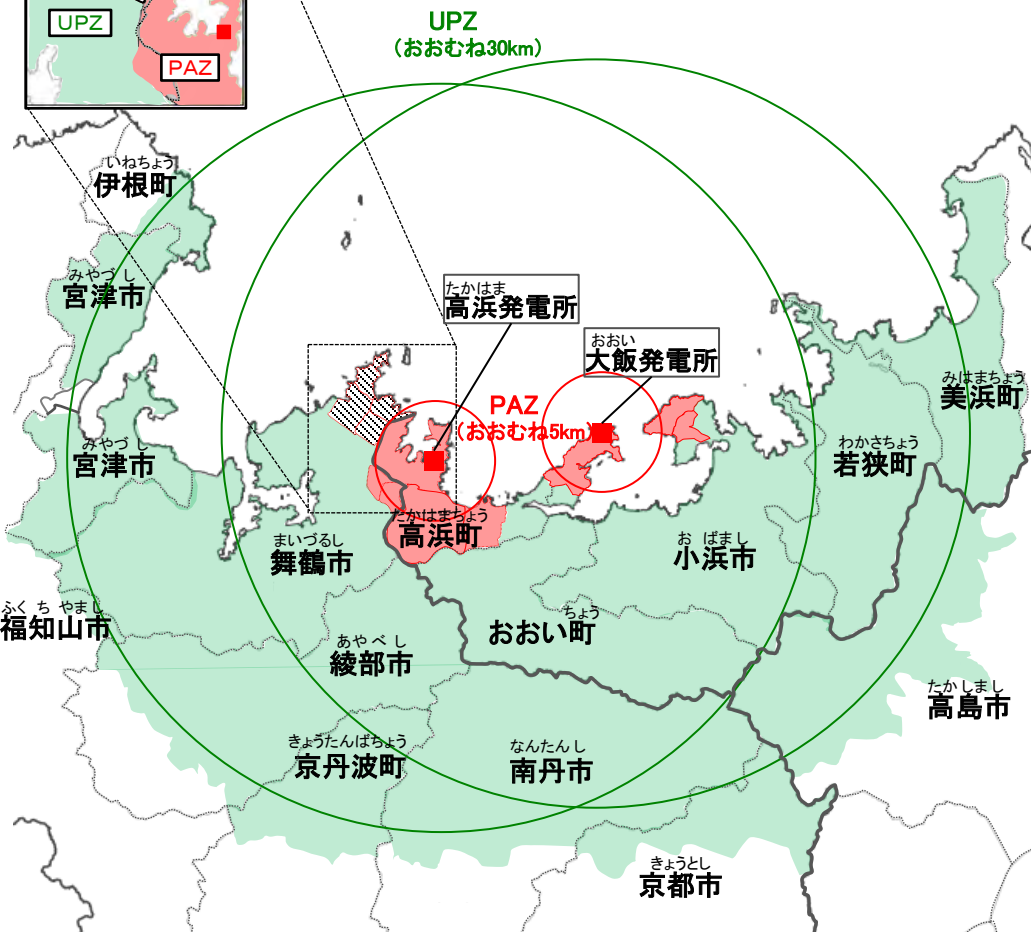 UPZ
PAZ
UPZ
(おおむね30km)
いねちょう
伊根町
みやづ し
宮津市
たかはま
高浜発電所
おおい
大飯発電所
PAZ
(おおむね5km)
みはまちょう
美浜町
みやづ し
宮津市
わかさちょう
若狭町
たかはまちょう
高浜町
まいづるし
舞鶴市
お ばまし
小浜市
ふく ち やまし
福知山市
ちょう
おおい町
あやべ し
綾部市
たかしまし
高島市
きょうたんばちょう
京丹波町
なんたんし
南丹市
きょうとし
京都市